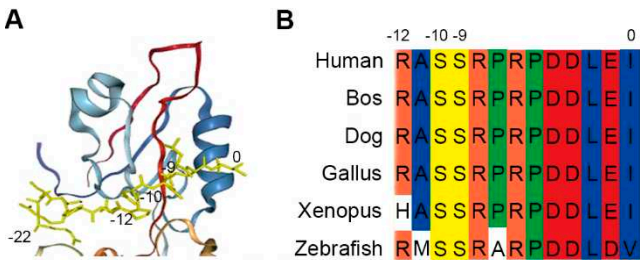 A
0
-9
-10
-12
-22
B
-12 -10 -9 0
Human R A S S R P R P D D L E I
Bos R A S S R P R P D D L E I
Dog R A S S R P R P D D L E I
Gallus R A S S R P R P D D L E I
Xenopus H A S S R P R P D D L E I
Zebrafish R M S S R A R P D D L D V